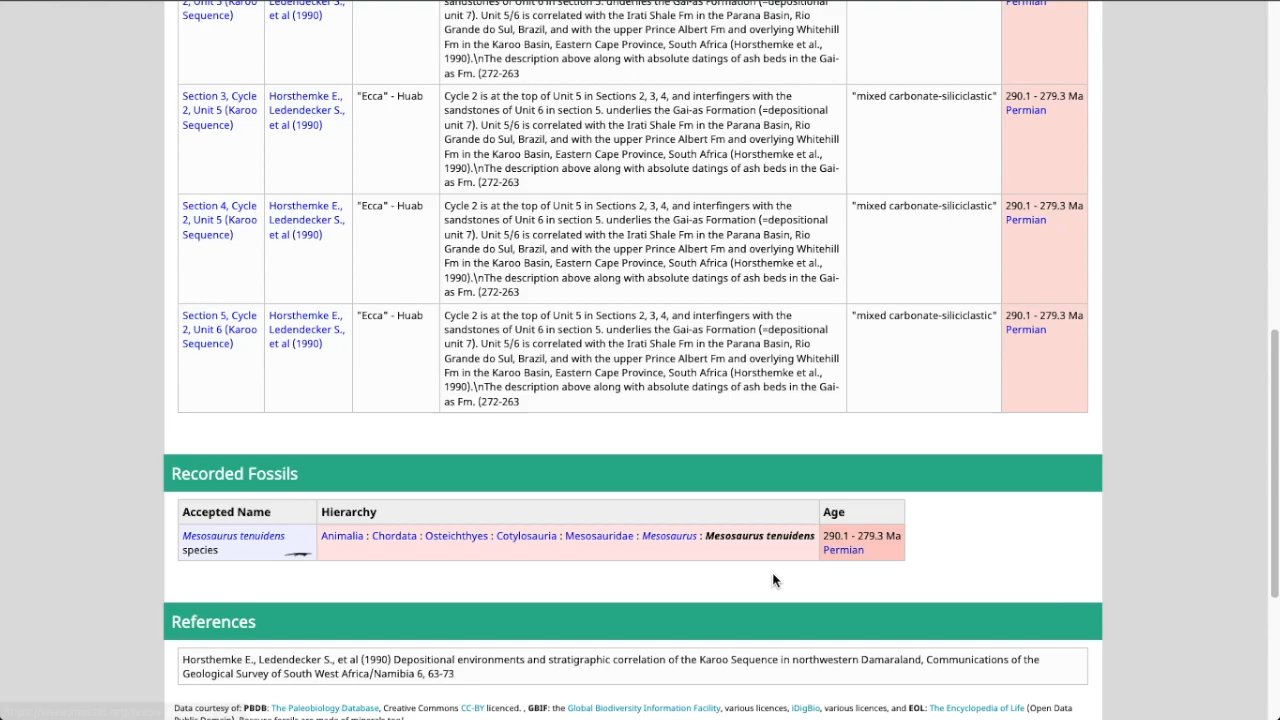 2, Unit 5 (Karoo Ledendecker S., sandstones of Unit 6 in section 5. underlies the Gai-as Formation (=depositional Permian
Sequence) et al (1990) unit 7). Unit 5/6 is correlated with the Irati Shale Fm in the Parana Basin, Rio
Grande do Sul, Brazil, and with the upper Prince Albert Fm and overlying Whitehill
Fm in the Karoo Basin, Eastern Cape Province, South Africa (Horsthemke et al.,
1990).\nThe description above along with absolute datings of ash beds in the Gai-
as Fm. (272-263
Section 3, Cycle Horsthemke E., "Ecca" - Huab Cycle 2 is at the top of Unit 5 in Sections 2, 3, 4, and interfingers with the "mixed carbonate-siliciclastic" 290.1 - 279.3 Ma
2, Unit 5 (Karoo Ledendecker S., sandstones of Unit 6 in section 5. underlies the Gai-as Formation (=depositional Permian
Sequence) et al (1990) unit 7). Unit 5/6 is correlated with the Irati Shale Fm in the Parana Basin, Rio
Grande do Sul, Brazil, and with the upper Prince Albert Fm and overlying Whitehill
Fm in the Karoo Basin, Eastern Cape Province, South Africa (Horsthemke et al.,
1990).\nThe description above along with absolute datings of ash beds in the Gai-
as Fm. (272-263
Section 4, Cycle Horsthemke E., "Ecca" - Huab Cycle 2 is at the top of Unit 5 in Sections 2, 3, 4, and interfingers with the "mixed carbonate-siliciclastic" 290.1 - 279.3 Ma
2, Unit 5 (Karoo Ledendecker S., sandstones of Unit 6 in section 5. underlies the Gai-as Formation (=depositional Permian
Sequence) et al (1990) unit 7). Unit 5/6 is correlated with the Irati Shale Fm in the Parana Basin, Rio
Grande do Sul, Brazil, and with the upper Prince Albert Fm and overlying Whitehill
Fm in the Karoo Basin, Eastern Cape Province, South Africa (Horsthemke et al.,
1990).\nThe description above along with absolute datings of ash beds in the Gai-
as Fm. (272-263
Section 5, Cycle Horsthemke E., "Ecca" - Huab Cycle 2 is at the top of Unit 5 in Sections 2, 3, 4, and interfingers with the "mixed carbonate-siliciclastic" 290.1 - 279.3 Ma
2, Unit 6 (Karoo Ledendecker S., sandstones of Unit 6 in section 5. underlies the Gai-as Formation (=depositional Permian
Sequence) et al (1990) unit 7). Unit 5/6 is correlated with the Irati Shale Fm in the Parana Basin, Rio
Grande do Sul, Brazil, and with the upper Prince Albert Fm and overlying Whitehill
Fm in the Karoo Basin, Eastern Cape Province, South Africa (Horsthemke et al.,
1990).\nThe description above along with absolute datings of ash beds in the Gai-
as Fm. (272-263
Recorded Fossils
Accepted Name Hierarchy Age
Mesosaurus tenuidens Animalia : Chordata : Osteichthyes : Cotylosauria : Mesosauridae : Mesosaurus : Mesosaurus tenuidens 290.1 - 279.3 Ma
species Permian
References
Horsthemke E., Ledendecker S., et al (1990) Depositional environments and stratigraphic correlation of the Karoo Sequence in northwestern Damaraland, Communications of the
Geological Survey of South West Africa/Namibia 6, 63-73
Data courtesy of: PBDB: The Paleobiology Database, Creative Commons CC-BY licenced. , GBIF: the Global Biodiversity Information Facility, various licences, iDigBio, various licences, and EOL: The Encyclopedia of Life (Open Data
Public Domain). Because fossils are made of minerals too!